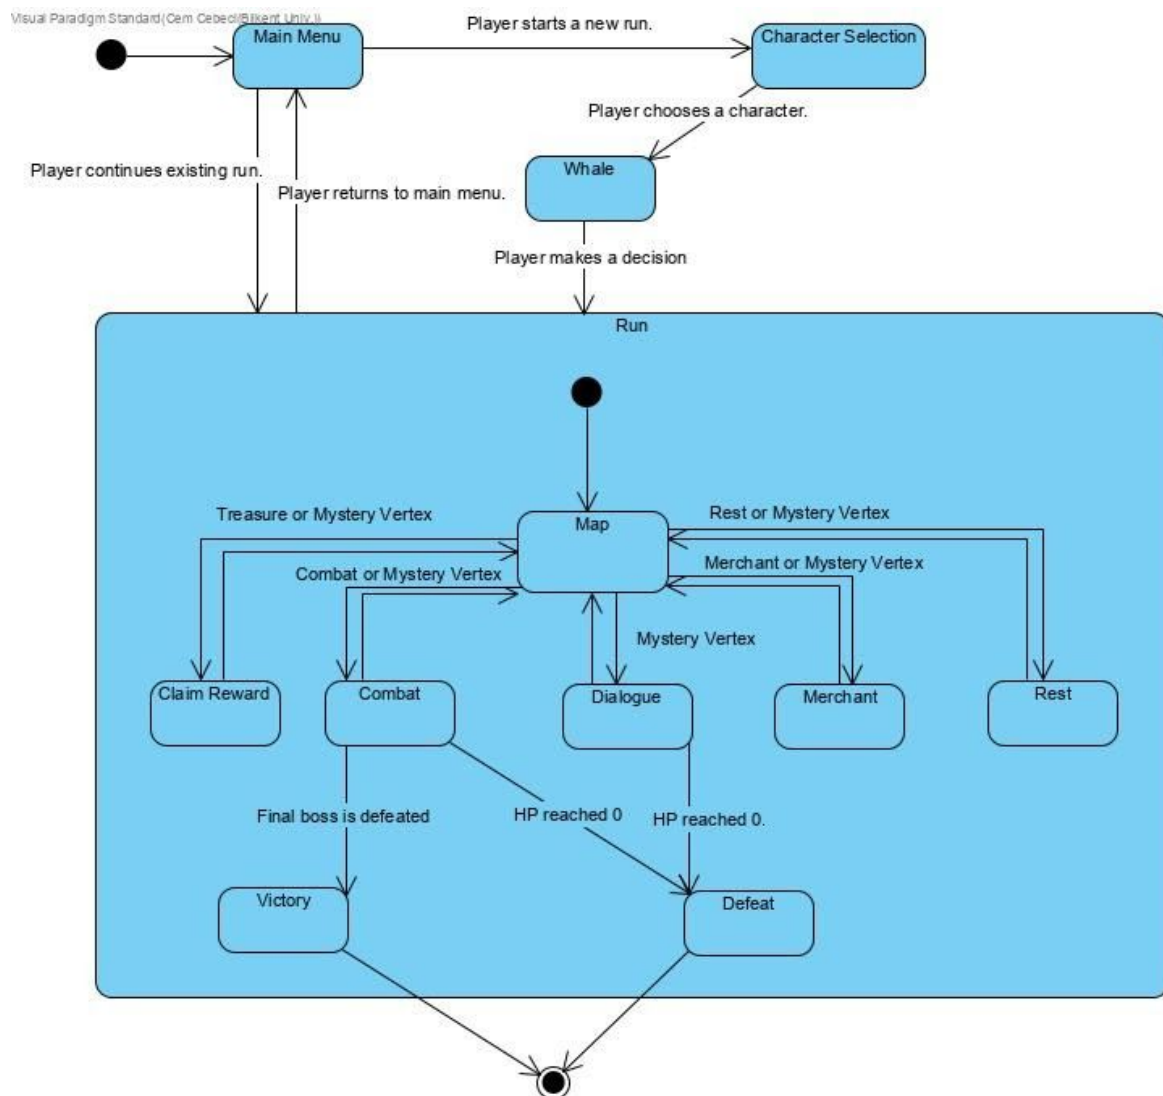 Visual Paradigm Standard(Cem Cebeci(Bilkent Univ.))
Main Menu
Player starts a new run.
Character Selection
Player chooses a character.
Whale
Player continues existing run.
Player returns to main menu.
Player makes a decision
Run
Treasure or Mystery Vertex
Map
Rest or Mystery Vertex
Combat or Mystery Vertex
Merchant or Mystery Vertex
Mystery Vertex
Claim Reward
Combat
Dialogue
Merchant
Rest
Final boss is defeated
HP reached 0
HP reached 0.
Victory
Defeat